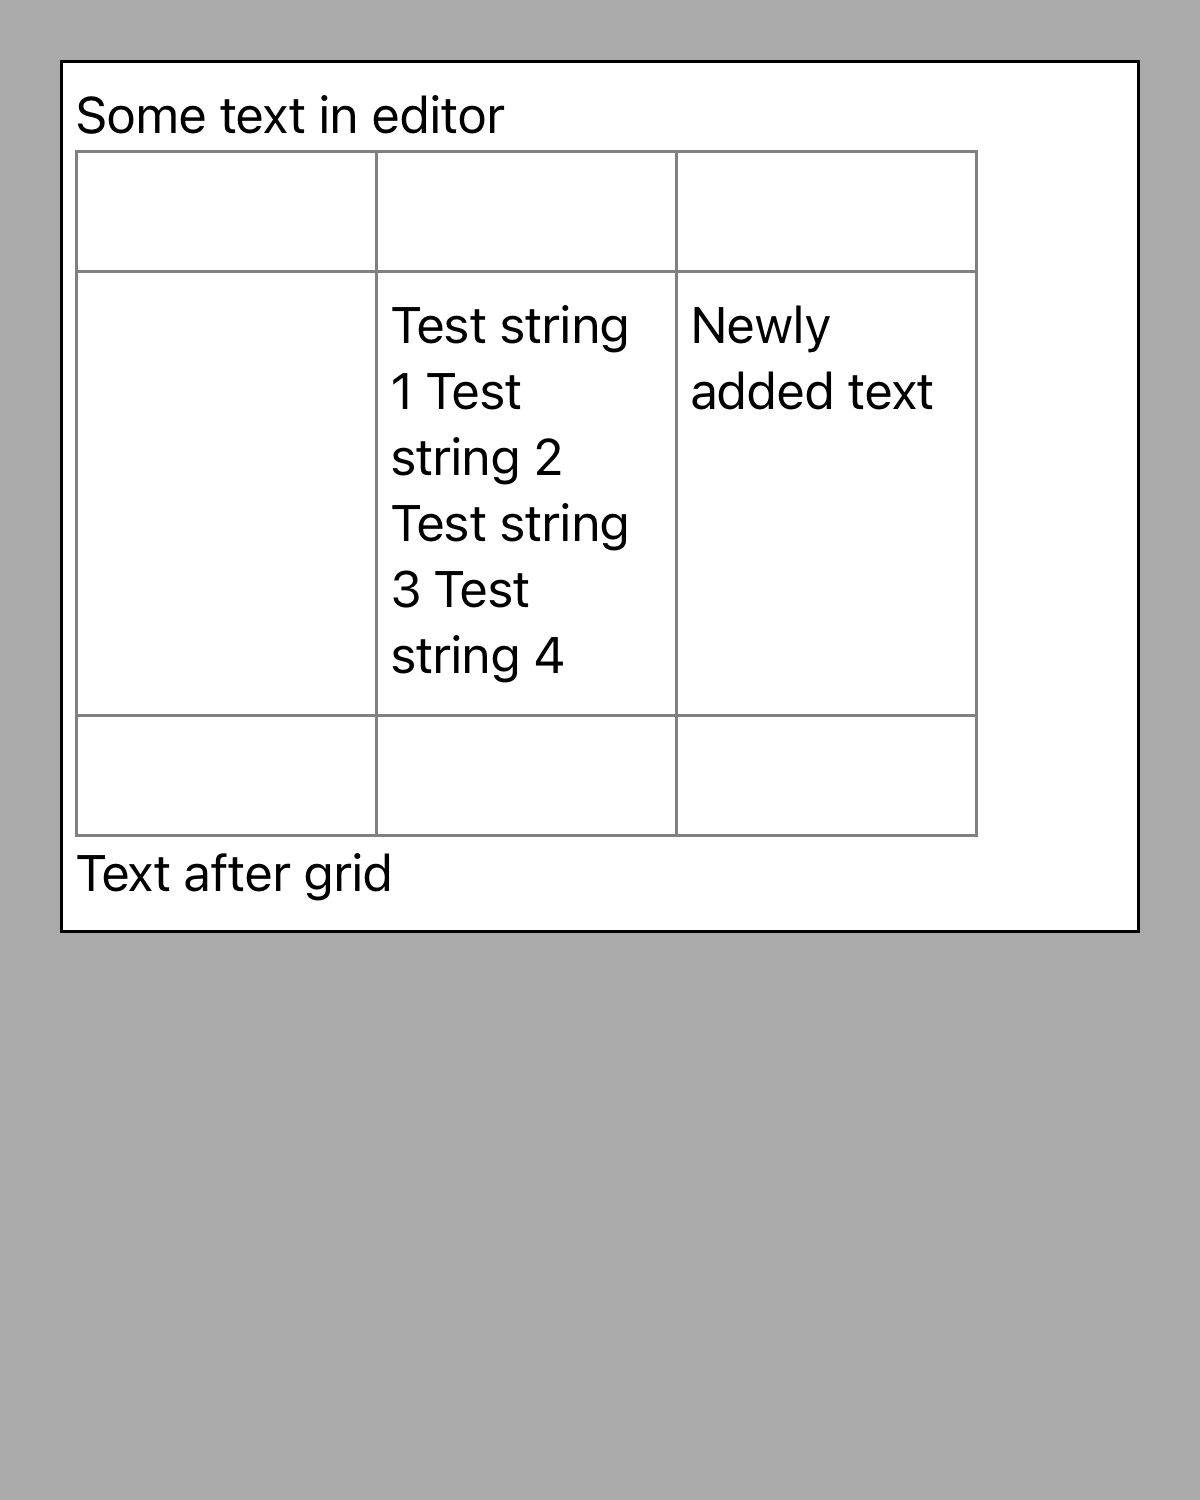 Some text in editor
Test string
1 Test
string 2
Test string
3 Test
string 4
Newly
added text
Text after grid